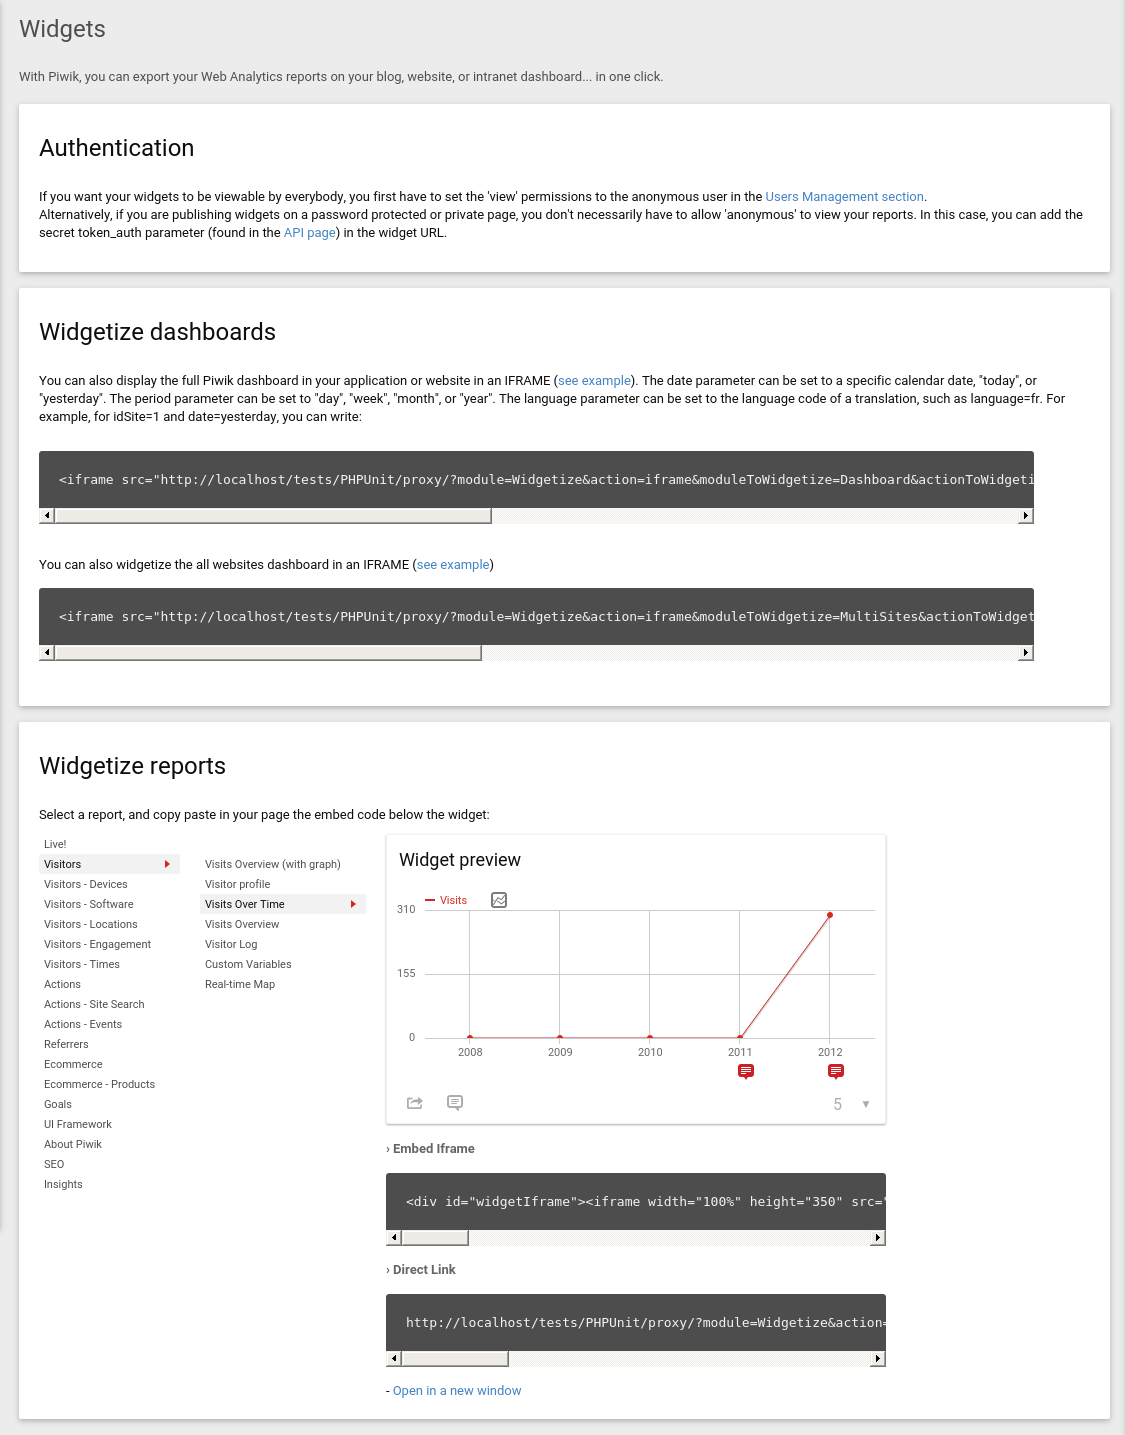 Widgets
With Piwik, you can export your Web Analytics reports on your blog, website, or intranet dashboard... in one click.
Authentication
If you want your widgets to be viewable by everybody, you first have to set the 'view' permissions to the anonymous user in the Users Management section.
Alternatively, if you are publishing widgets on a password protected or private page, you don't necessarily have to allow 'anonymous' to view your reports. In this case, you can add the
secret token_auth parameter (found in the API page) in the widget URL.
Widgetize dashboards
You can also display the full Piwik dashboard in your application or website in an IFRAME (see example). The date parameter can be set to a specific calendar date, "today", or
"yesterday". The period parameter can be set to "day", "week", "month", or "year". The language parameter can be set to the language code of a translation, such as language=fr. For
example, for idSite=1 and date=yesterday, you can write:
<iframe src="http://localhost/tests/PHPUnit/proxy/?module=Widgetize&action=iframe&moduleToWidgetize=Dashboard&actionToWidgeti
You can also widgetize the all websites dashboard in an IFRAME (see example)
<iframe src="http://localhost/tests/PHPUnit/proxy/?module=Widgetize&action=iframe&moduleToWidgetize=MultiSites&actionToWidget
Widgetize reports
Select a report, and copy paste in your page the embed code below the widget:
Live!
Visitors
Visitors - Devices
Visitors - Software
Visitors - Locations
Visitors - Engagement
Visitors - Times
Actions
Actions - Site Search
Actions - Events
Referrers
Ecommerce
Ecommerce - Products
Goals
UI Framework
About Piwik
SEO
Insights
Visits Overview (with graph)
Visitor profile
Visits Over Time
Visits Overview
Visitor Log
Custom Variables
Real-time Map
Widget preview
Visits
310
155
0
2008 2009 2010 2011 2012
5
› Embed Iframe
<div id="widgetIframe"><iframe width="100%" height="350" src="
› Direct Link
http://localhost/tests/PHPUnit/proxy/?module=Widgetize&action=
- Open in a new window